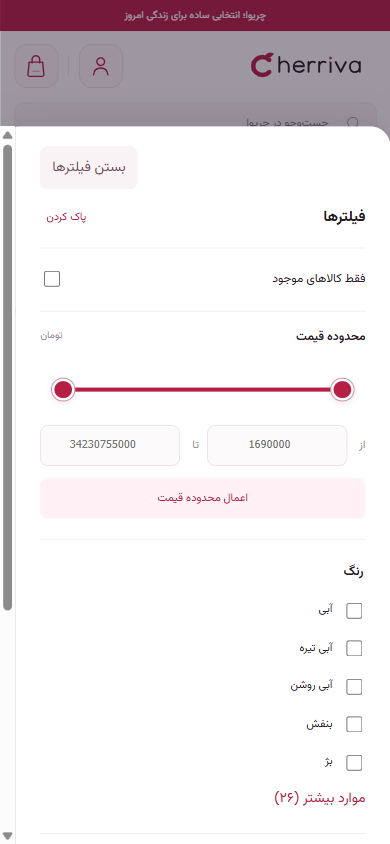 چریوا؛ انتخابی ساده برای زندگی امروز
Cherriva
جست‌وجو در چریوا
بستن فیلترها
فیلترها
پاک کردن
فقط کالاهای موجود
محدوده قیمت
تومان
از
1690000
تا
34230755000
اعمال محدوده قیمت
رنگ
آبی
آبی تیره
آبی روشن
بنفش
بژ
موارد بیشتر (۲۶)